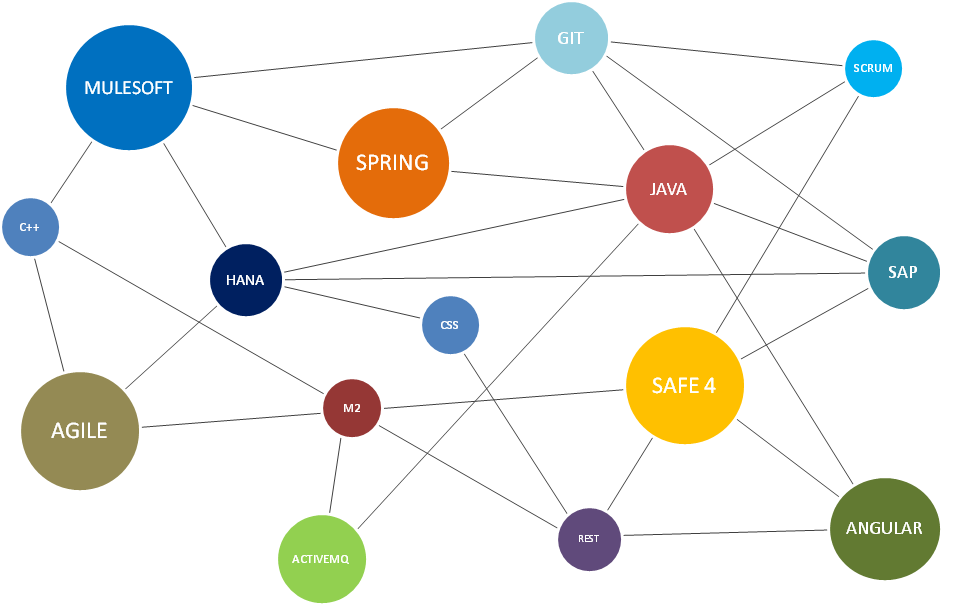 GIT
SCRUM
MULESOFT
SPRING
JAVA
C++
HANA
SAP
CSS
SAFE 4
M2
AGILE
ANGULAR
REST
ACTIVEMQ